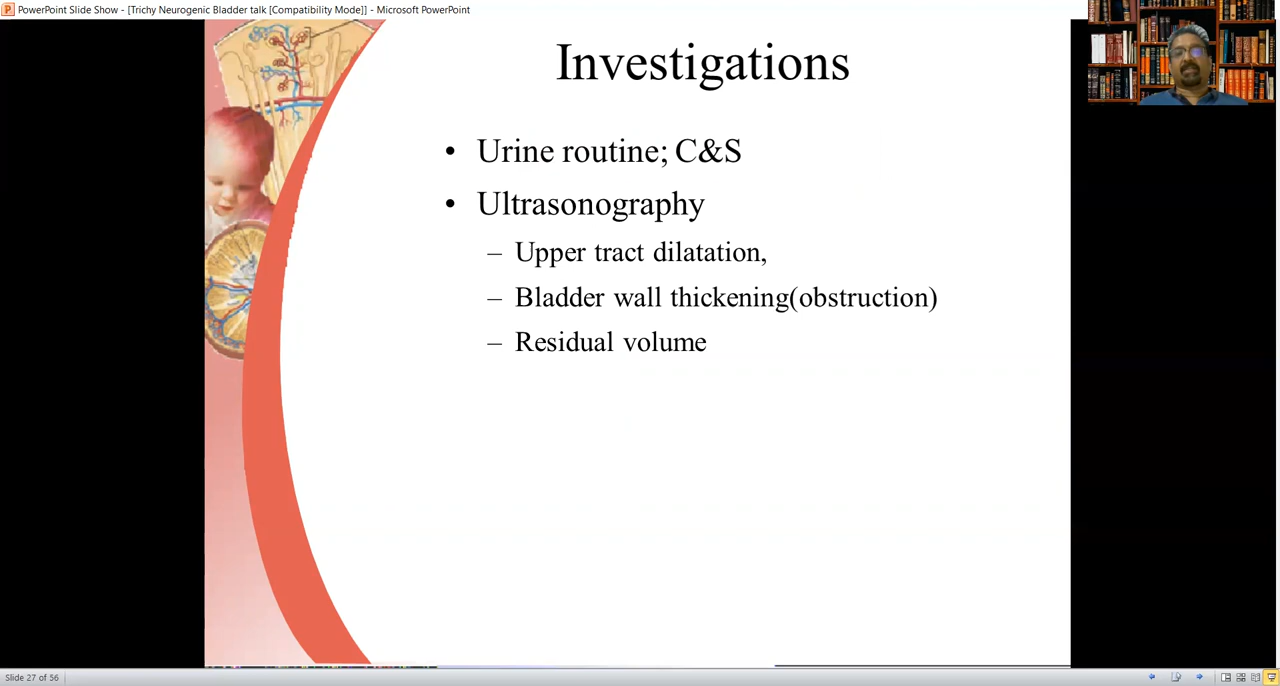 PowerPoint Slide Show - [Trichy Neurogenic Bladder talk [Compatibility Mode]] - Microsoft PowerPoint
Investigations
• Urine routine; C&S
• Ultrasonography
– Upper tract dilatation,
– Bladder wall thickening(obstruction)
– Residual volume
Slide 27 of 56